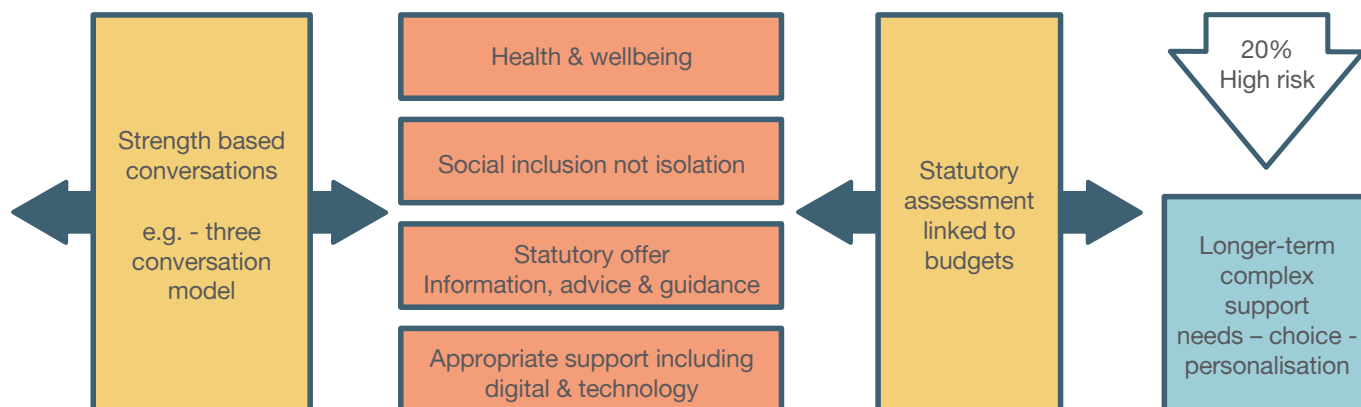 Strength based
conversations
e.g. - three
conversation
model
Health & wellbeing
Social inclusion not isolation
Statutory offer
Information, advice & guidance
Appropriate support including
digital & technology
Statutory
assessment
linked to
budgets
20%
High risk
Longer-term
complex
support
needs – choice -
personalisation